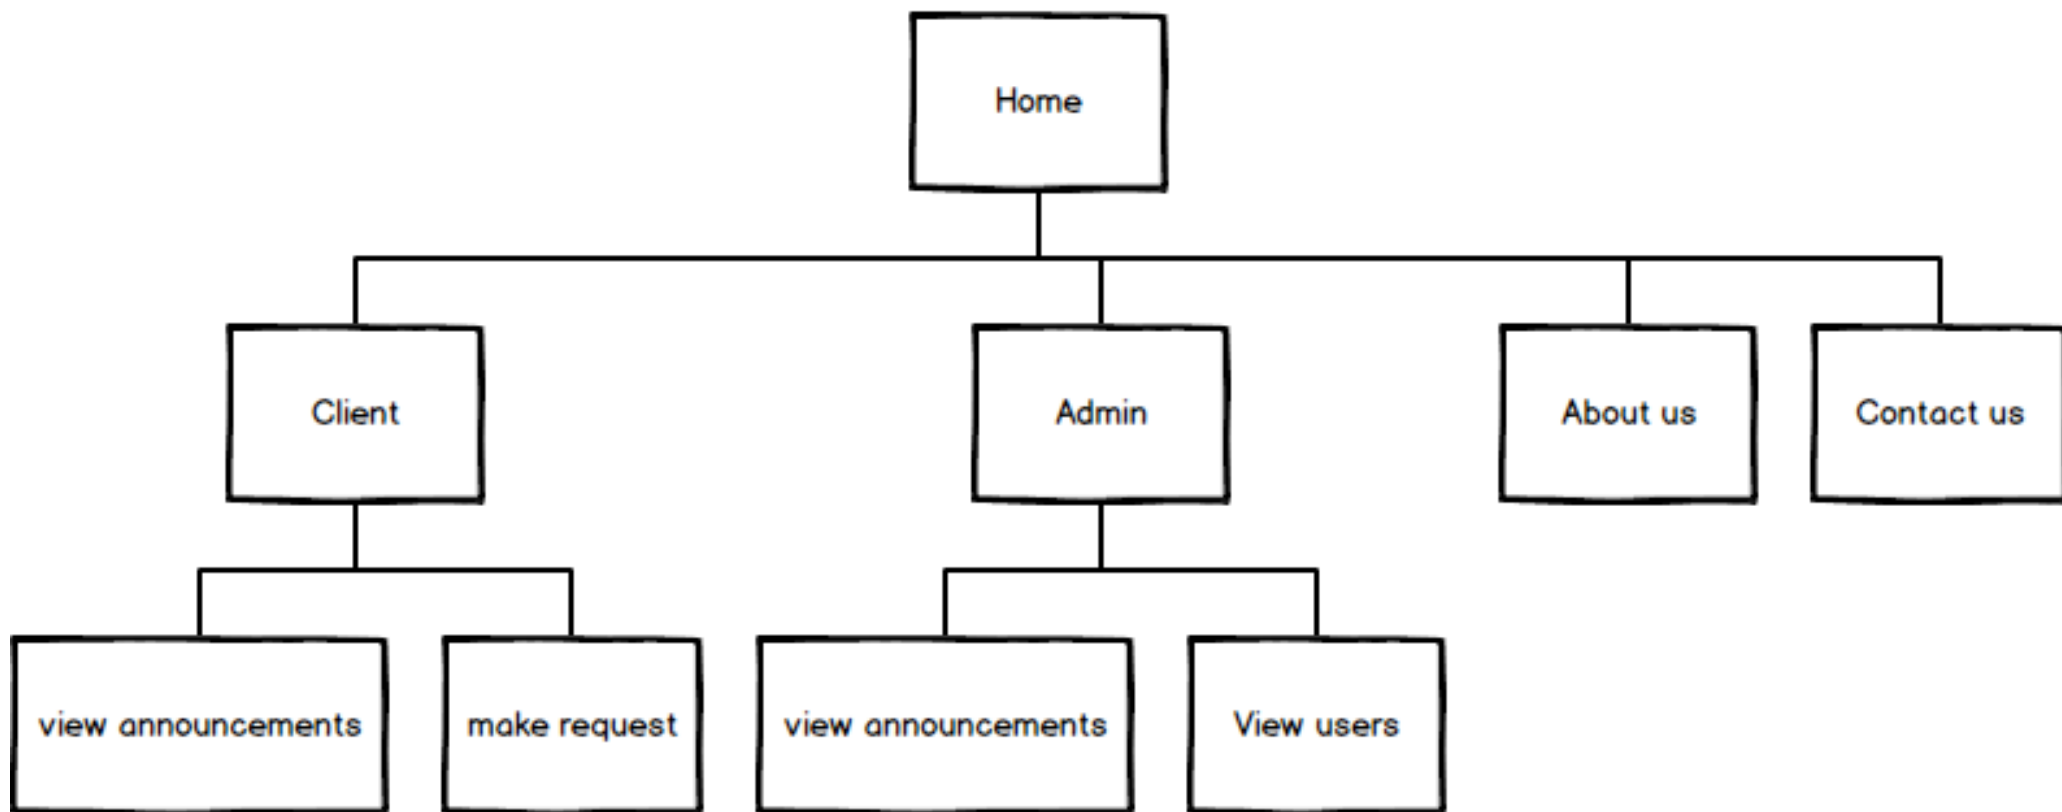 Home
Client
Admin
About us
Contact us
view announcements
make request
view announcements
View users